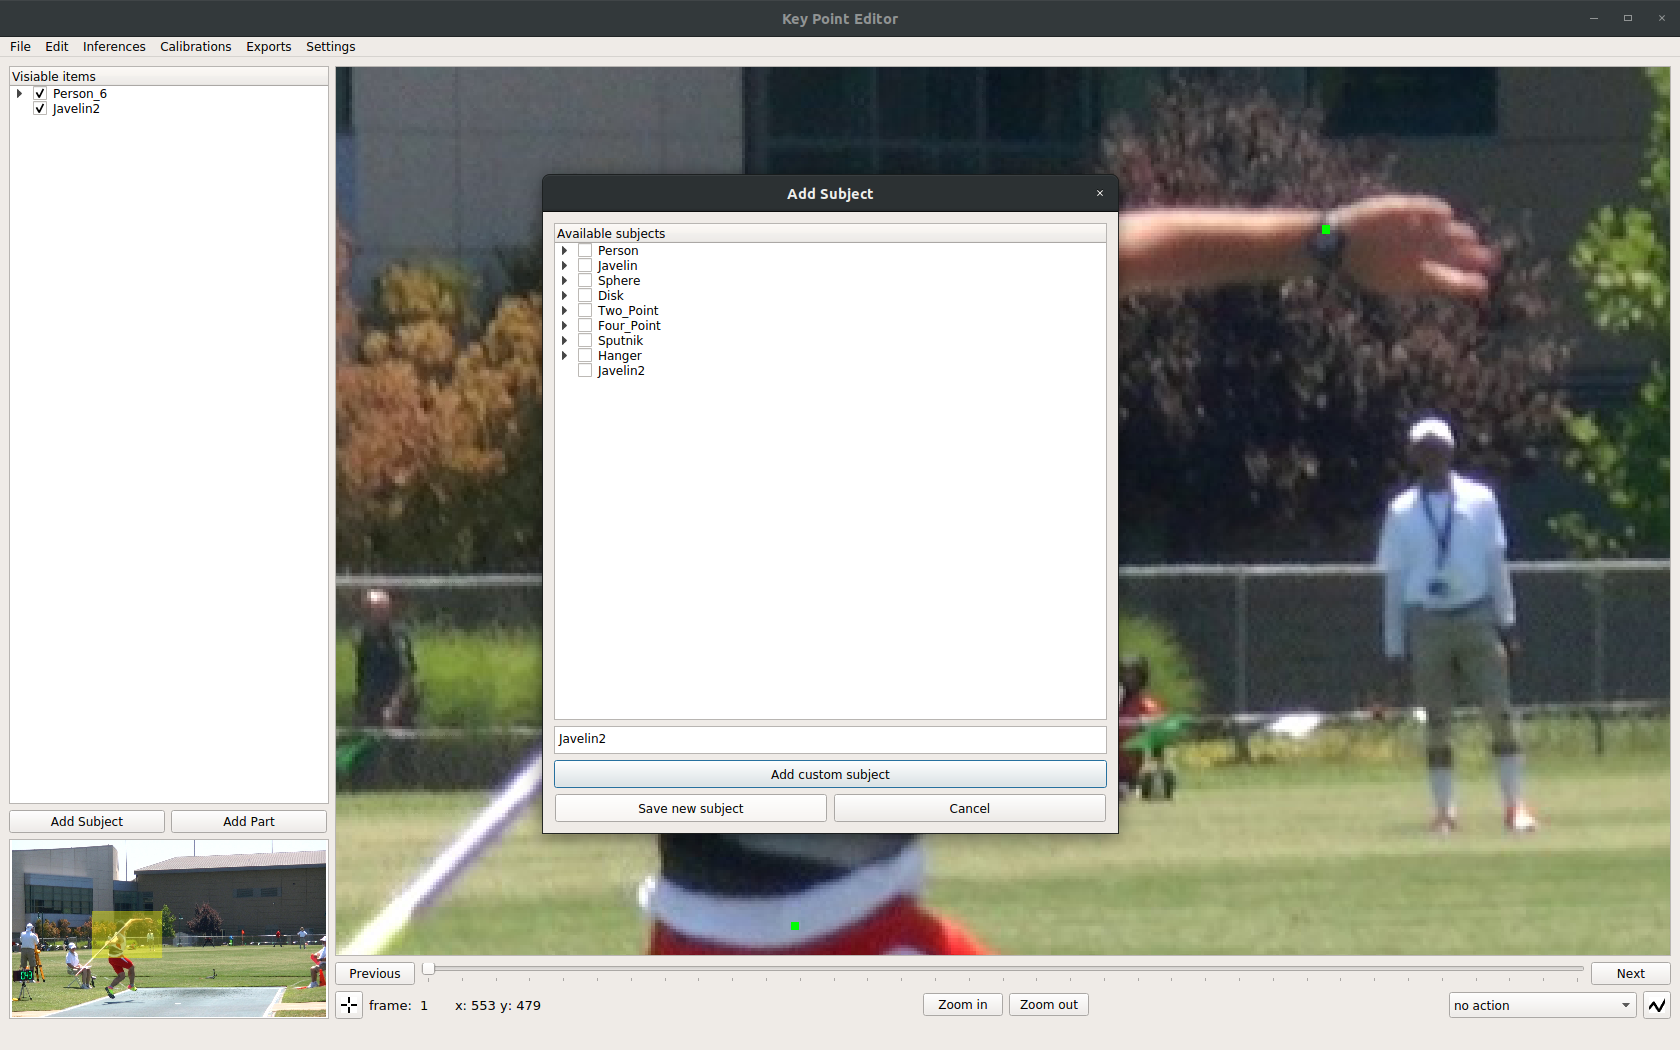 Key Point Editor
File Edit Inferences Calibrations Exports Settings
Visiable items
Person_6
Javelin2
Add Subject
Available subjects
Person
Javelin
Sphere
Disk
Two_Point
Four_Point
Sputnik
Hanger
Javelin2
Javelin2
Add custom subject
Save new subject Cancel
Add Subject Add Part
Previous Next
frame: 1 x: 553 y: 479 Zoom in Zoom out no action